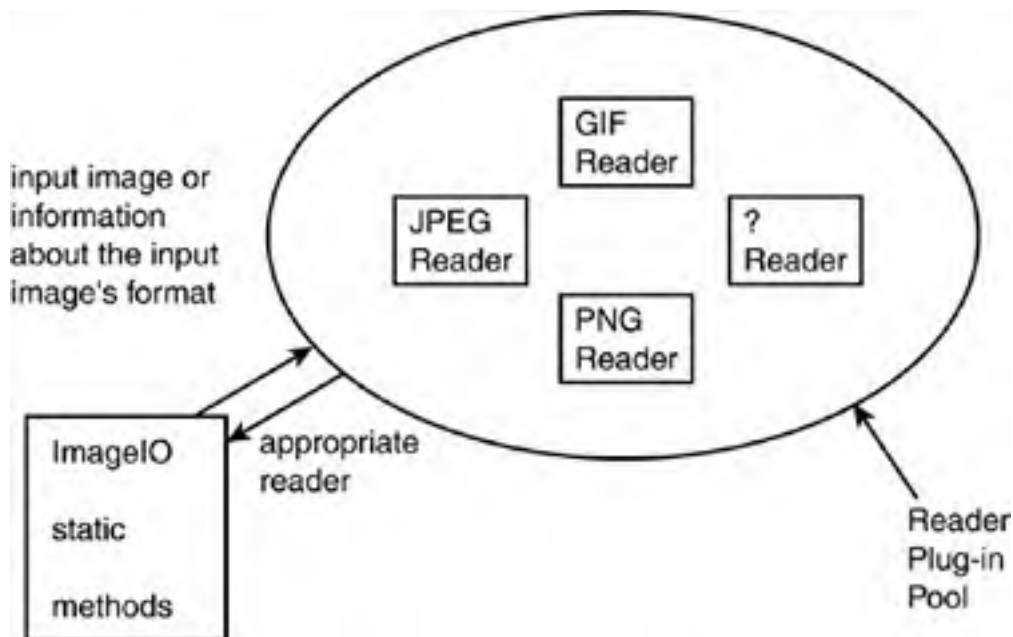 GIF
Reader
input image or
information
about the input
image's format
JPEG
Reader
?
Reader
PNG
Reader
ImageIO
static
methods
appropriate
reader
Reader
Plug-in
Pool